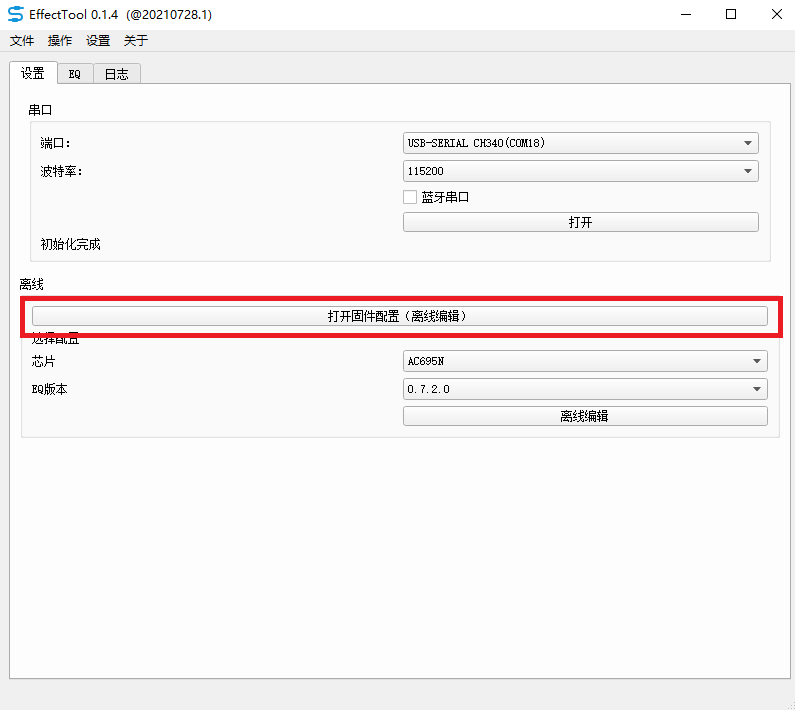 EffectTool 0.1.4 (@20210728.1)
文件 操作 设置 关于
设置 EQ 日志
串口
端口: USB-SERIAL CH340(COM18)
波特率: 115200
蓝牙串口
打开
初始化完成
离线
打开固件配置（离线编辑）
选择配置
芯片 AC695N
EQ版本 0.7.2.0
离线编辑